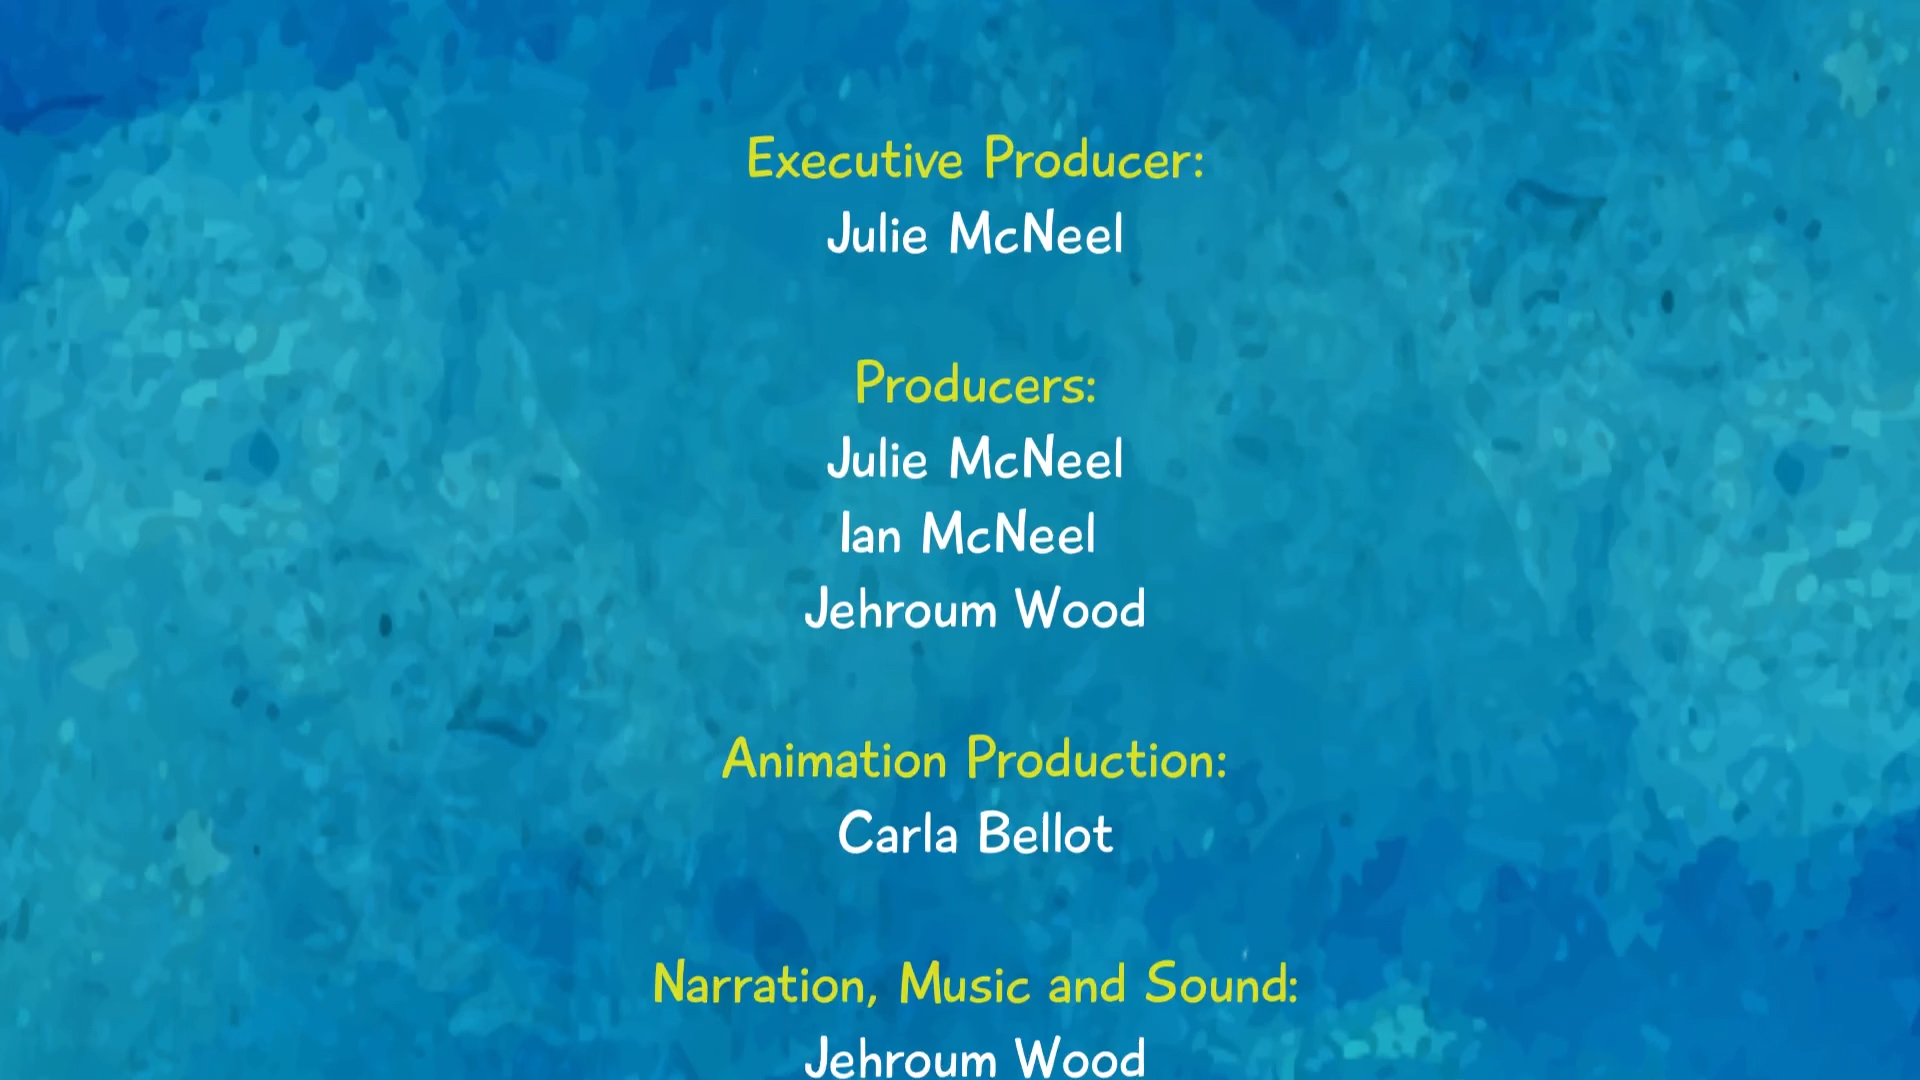 Executive Producer:
Julie McNeel
Producers:
Julie McNeel
Ian McNeel
Jehroum Wood
Animation Production:
Carla Bellot
Narration, Music and Sound:
Jehroum Wood